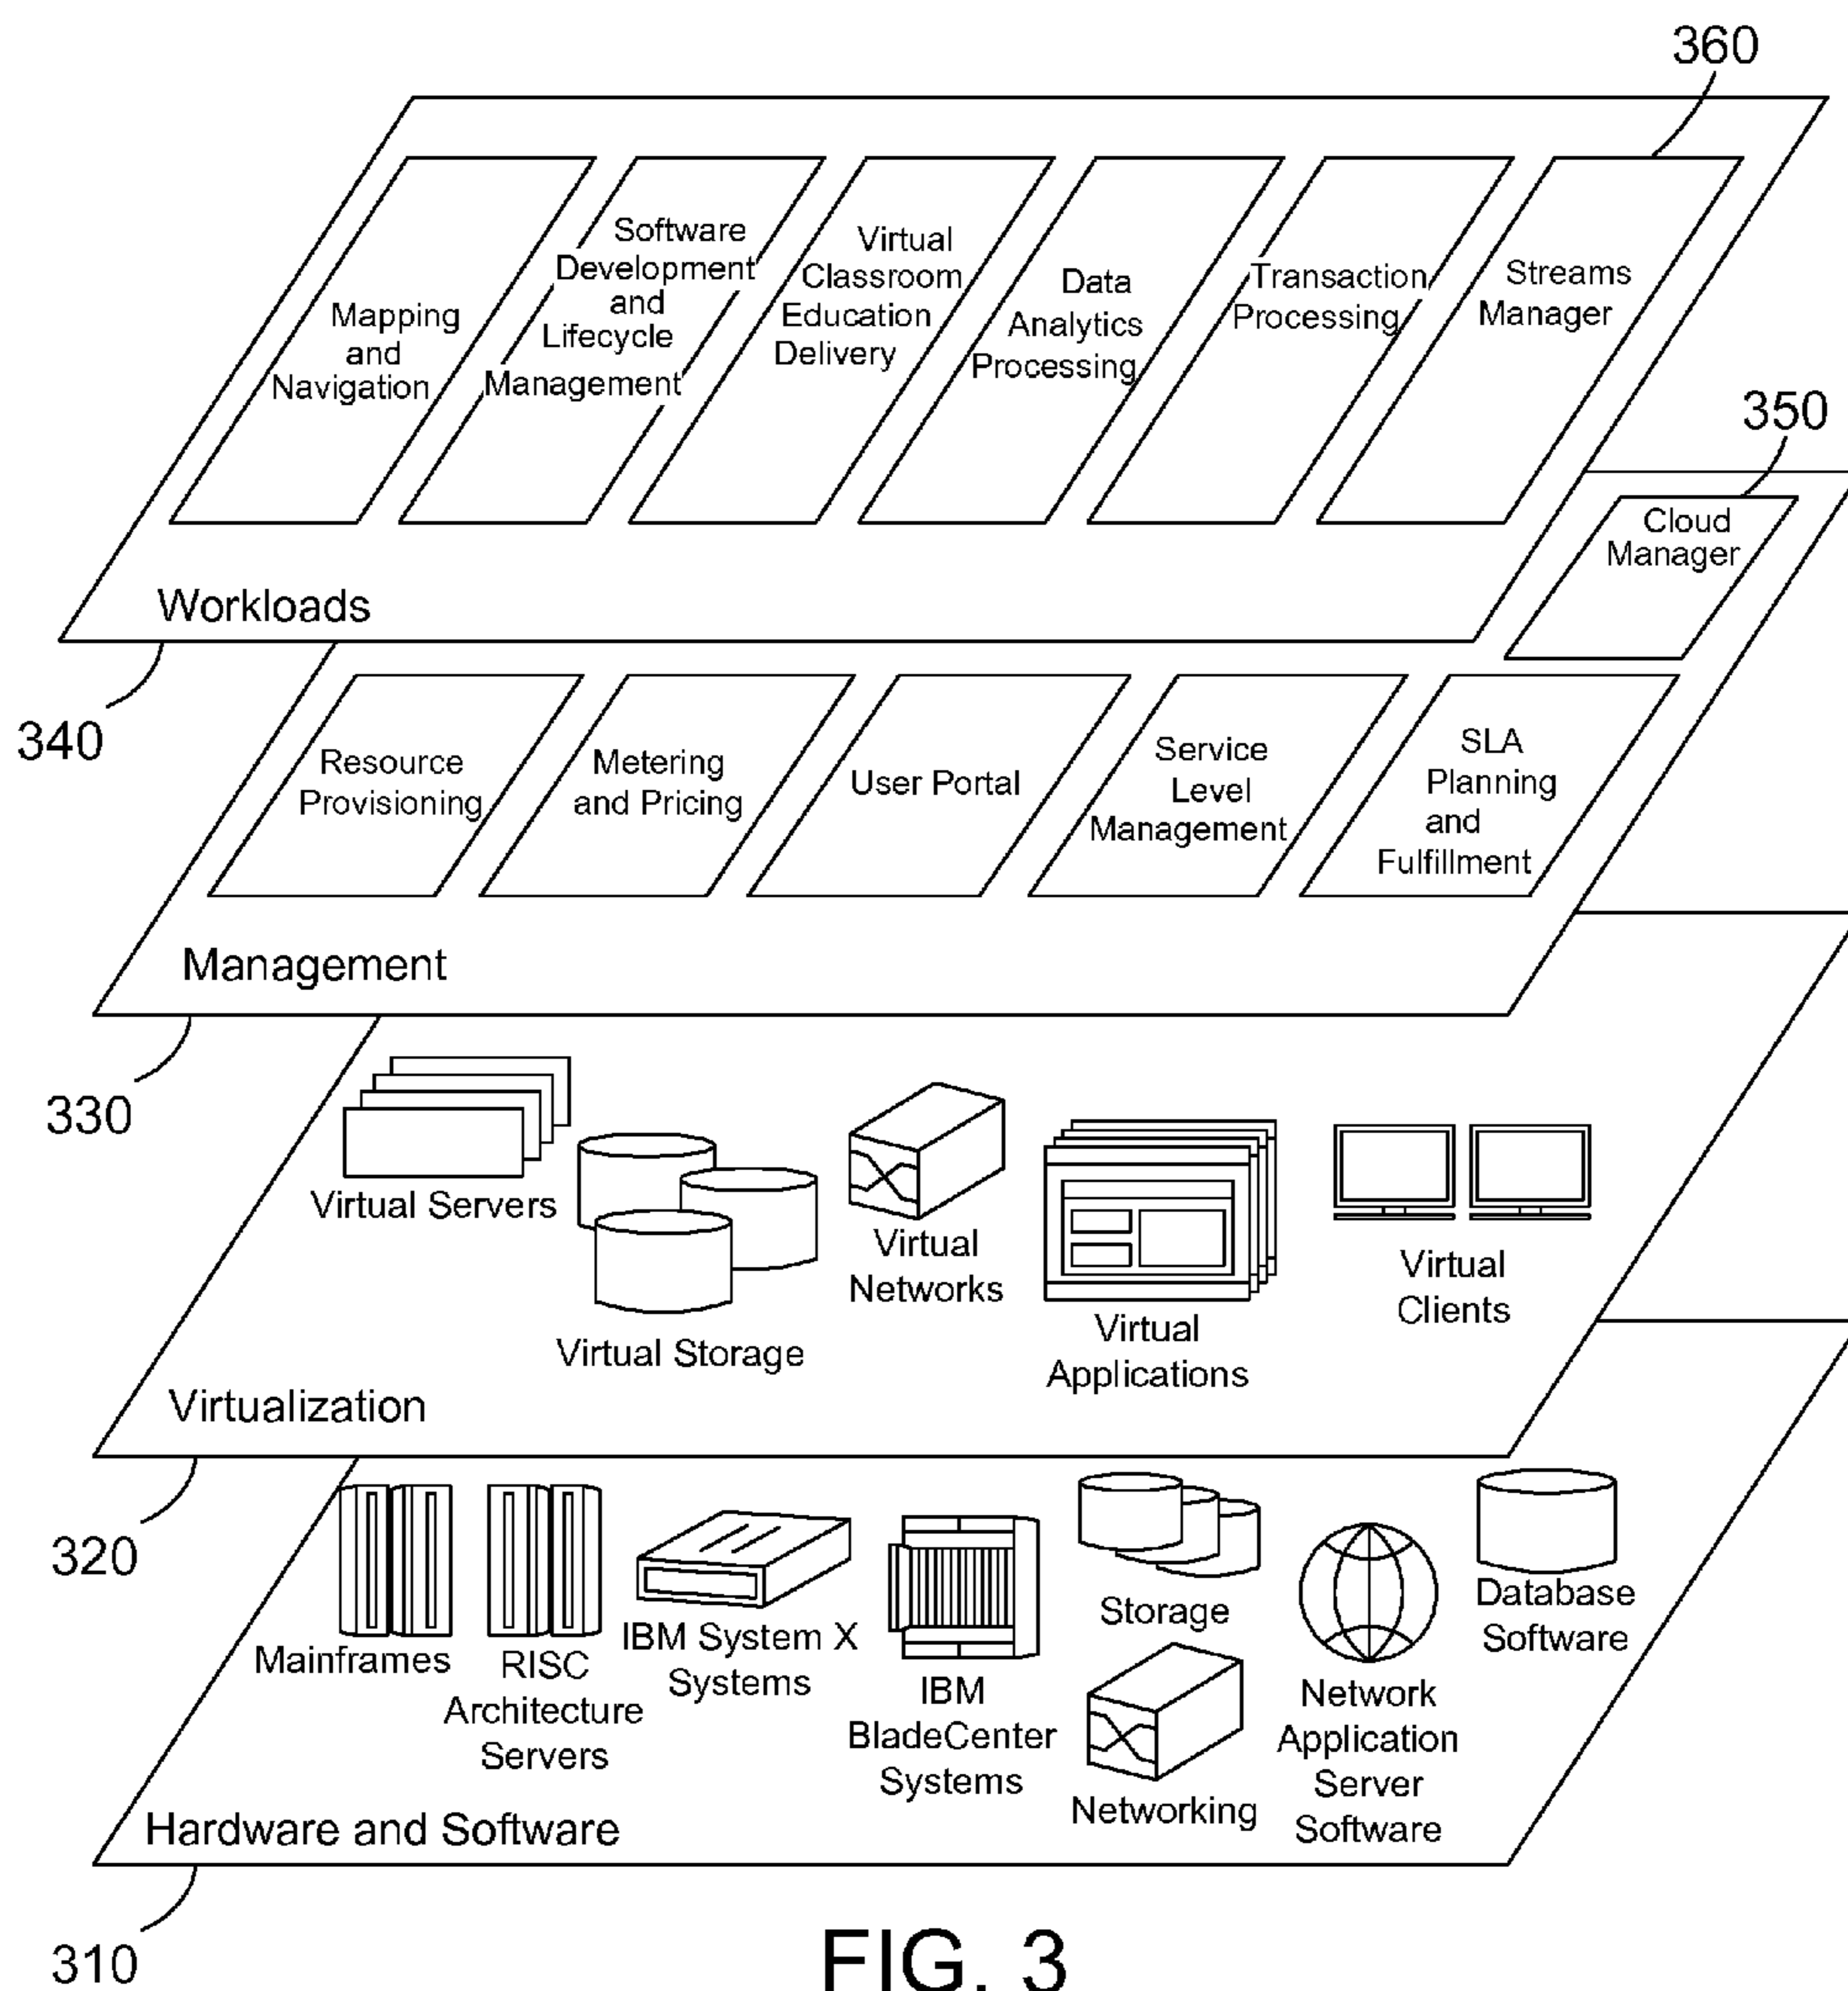 360
Mapping
and
Navigation
Software
Development
and
Lifecycle
Management
Virtual
Classroom
Education
Delivery
Data
Analytics
Processing
Transaction
Processing
Streams
Manager
350
Cloud
Manager
Workloads
340
Resource
Provisioning
Metering
and Pricing
User Portal
Service
Level
Management
SLA
Planning
and
Fulfillment
Management
330
Virtual Servers
Virtual Storage
Virtual
Networks
Virtual
Applications
Virtual
Clients
Virtualization
320
Mainframes
RISC
Architecture
Servers
IBM System X
Systems
IBM
BladeCenter
Systems
Storage
Networking
Network
Application
Server
Software
Database
Software
Hardware and Software
310
FIG. 3